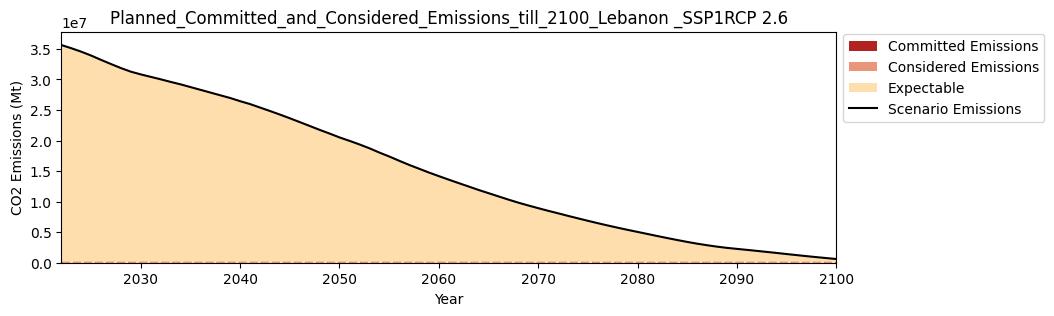 Planned_Committed_and_Considered_Emissions_till_2100_Lebanon _SSP1RCP 2.6
1e7
3.5
3.0
2.5
2.0
1.5
1.0
0.5
0.0
CO2 Emissions (Mt)
2030 2040 2050 2060 2070 2080 2090 2100
Year
Committed Emissions
Considered Emissions
Expectable
Scenario Emissions